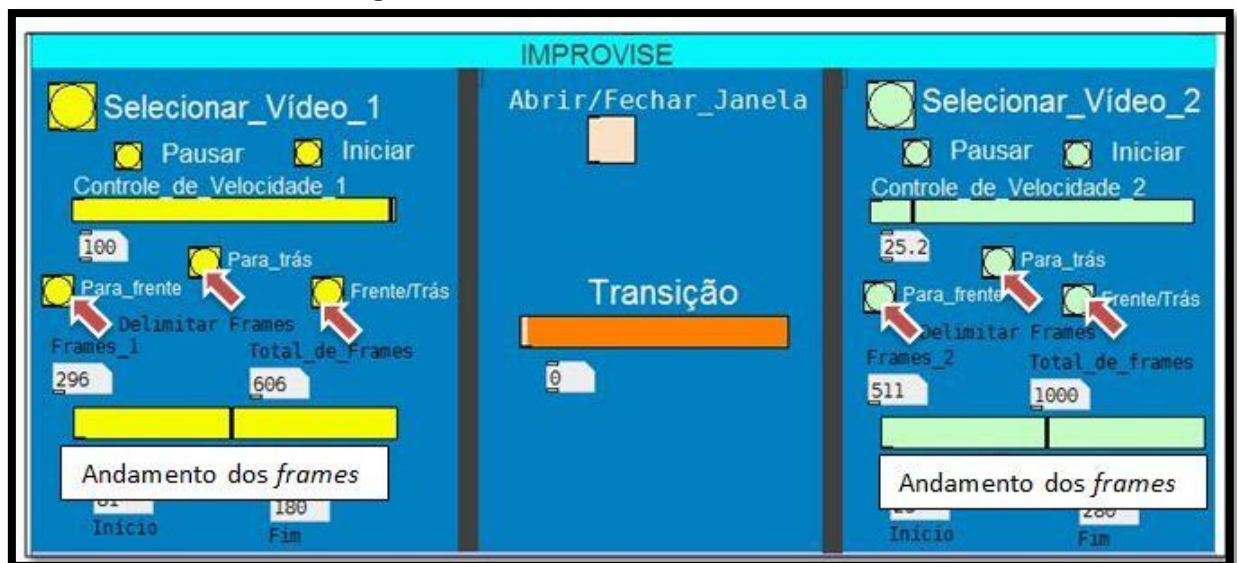 IMPROVISE
Selecionar_Vídeo_1
Pausar
Iniciar
Controle_de_Velocidade_1
100
Para_trás
Para_frente
Frente/Trás
Delimitar Frames
Frames_1
Total_de_Frames
296
606
Andamento dos frames
180
Início
Fim
Abrir/Fechar_Janela
Transição
0
Selecionar_Vídeo_2
Pausar
Iniciar
Controle_de_Velocidade_2
25.2
Para_trás
Para_frente
Frente/Trás
Delimitar Frames
Frames_2
Total_de_frames
511
1000
Andamento dos frames
280
Início
Fim